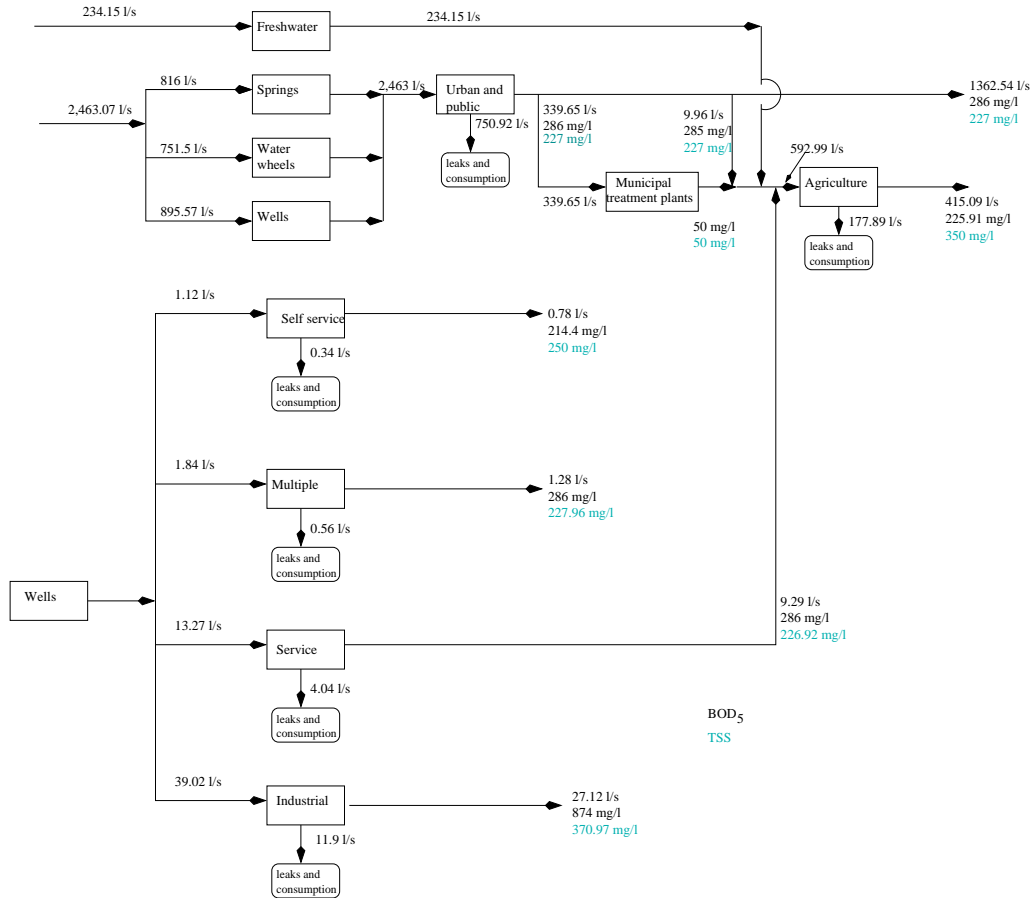 234.15 l/s
Freshwater
234.15 l/s
2,463.07 l/s
816 l/s
Springs
2,463 l/s
Urban and
public
750.92 l/s
leaks and
consumption
339.65 l/s
286 mg/l
227 mg/l
9.96 l/s
285 mg/l
227 mg/l
1362.54 l/s
286 mg/l
227 mg/l
751.5 l/s
Water
wheels
895.57 l/s
Wells
339.65 l/s
Municipal
treatment plants
50 mg/l
50 mg/l
592.99 l/s
Agriculture
177.89 l/s
leaks and
consumption
415.09 l/s
225.91 mg/l
350 mg/l
1.12 l/s
Self service
0.34 l/s
leaks and
consumption
0.78 l/s
214.4 mg/l
250 mg/l
1.84 l/s
Multiple
0.56 l/s
leaks and
consumption
1.28 l/s
286 mg/l
227.96 mg/l
Wells
13.27 l/s
Service
4.04 l/s
leaks and
consumption
9.29 l/s
286 mg/l
226.92 mg/l
BOD5
TSS
39.02 l/s
Industrial
11.9 l/s
leaks and
consumption
27.12 l/s
874 mg/l
370.97 mg/l